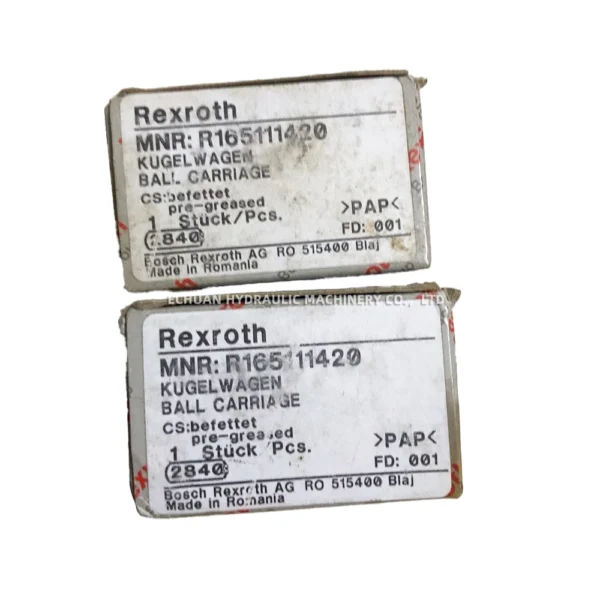 Rexroth
MNR: R165111420
KUGELWAGEN
BALL CARRIAGE
CS:befettet
pre-greased
1 Stück/Pcs.
>PAP<
2840
FD: 001
Bosch Rexroth AG RO 515400 Blaj
Made in Romania
ECHUAN HYDRAULIC MACHINERY CO., LTD
Rexroth
MNR: R165111420
KUGELWAGEN
BALL CARRIAGE
CS:befettet
pre-greased
1 Stück/Pcs.
>PAP<
2840
FD: 001
Bosch Rexroth AG RO 515400 Blaj
Made in Romania